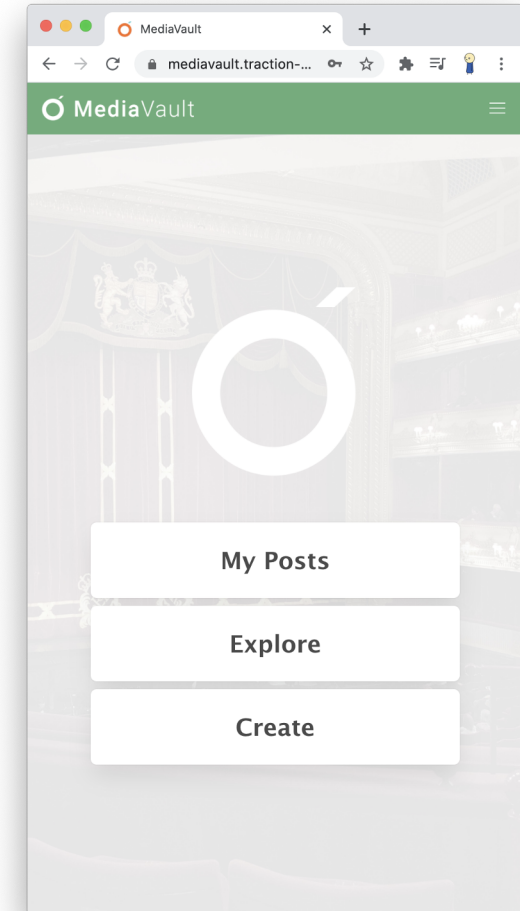 MediaVault
mediavault.traction-...
Ó MediaVault
Ó
My Posts
Explore
Create